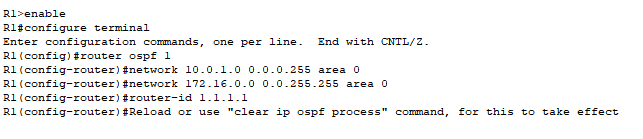 R1>enable
R1#configure terminal
Enter configuration commands, one per line.  End with CNTL/Z.
R1(config)#router ospf 1
R1(config-router)#network 10.0.1.0 0.0.0.255 area 0
R1(config-router)#network 172.16.0.0 0.0.255.255 area 0
R1(config-router)#router-id 1.1.1.1
R1(config-router)#Reload or use "clear ip ospf process" command, for this to take effect